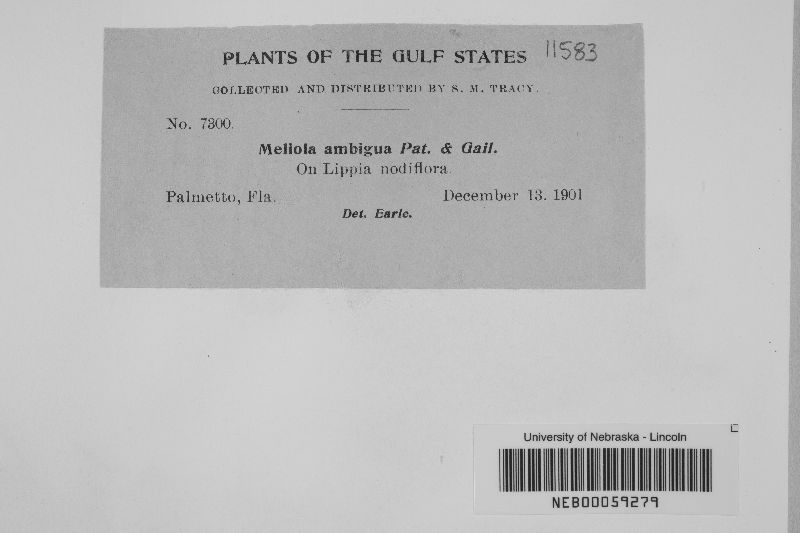 PLANTS OF THE GULF STATES 11583
COLLECTED AND DISTRIBUTED BY S. M. TRACY.
No. 7300.
Meliola ambigua Pat. & Gail.
On Lippia nodiflora.
Palmetto, Fla. December 13. 1901
Det. Earle.
University of Nebraska - Lincoln
NEB00059279